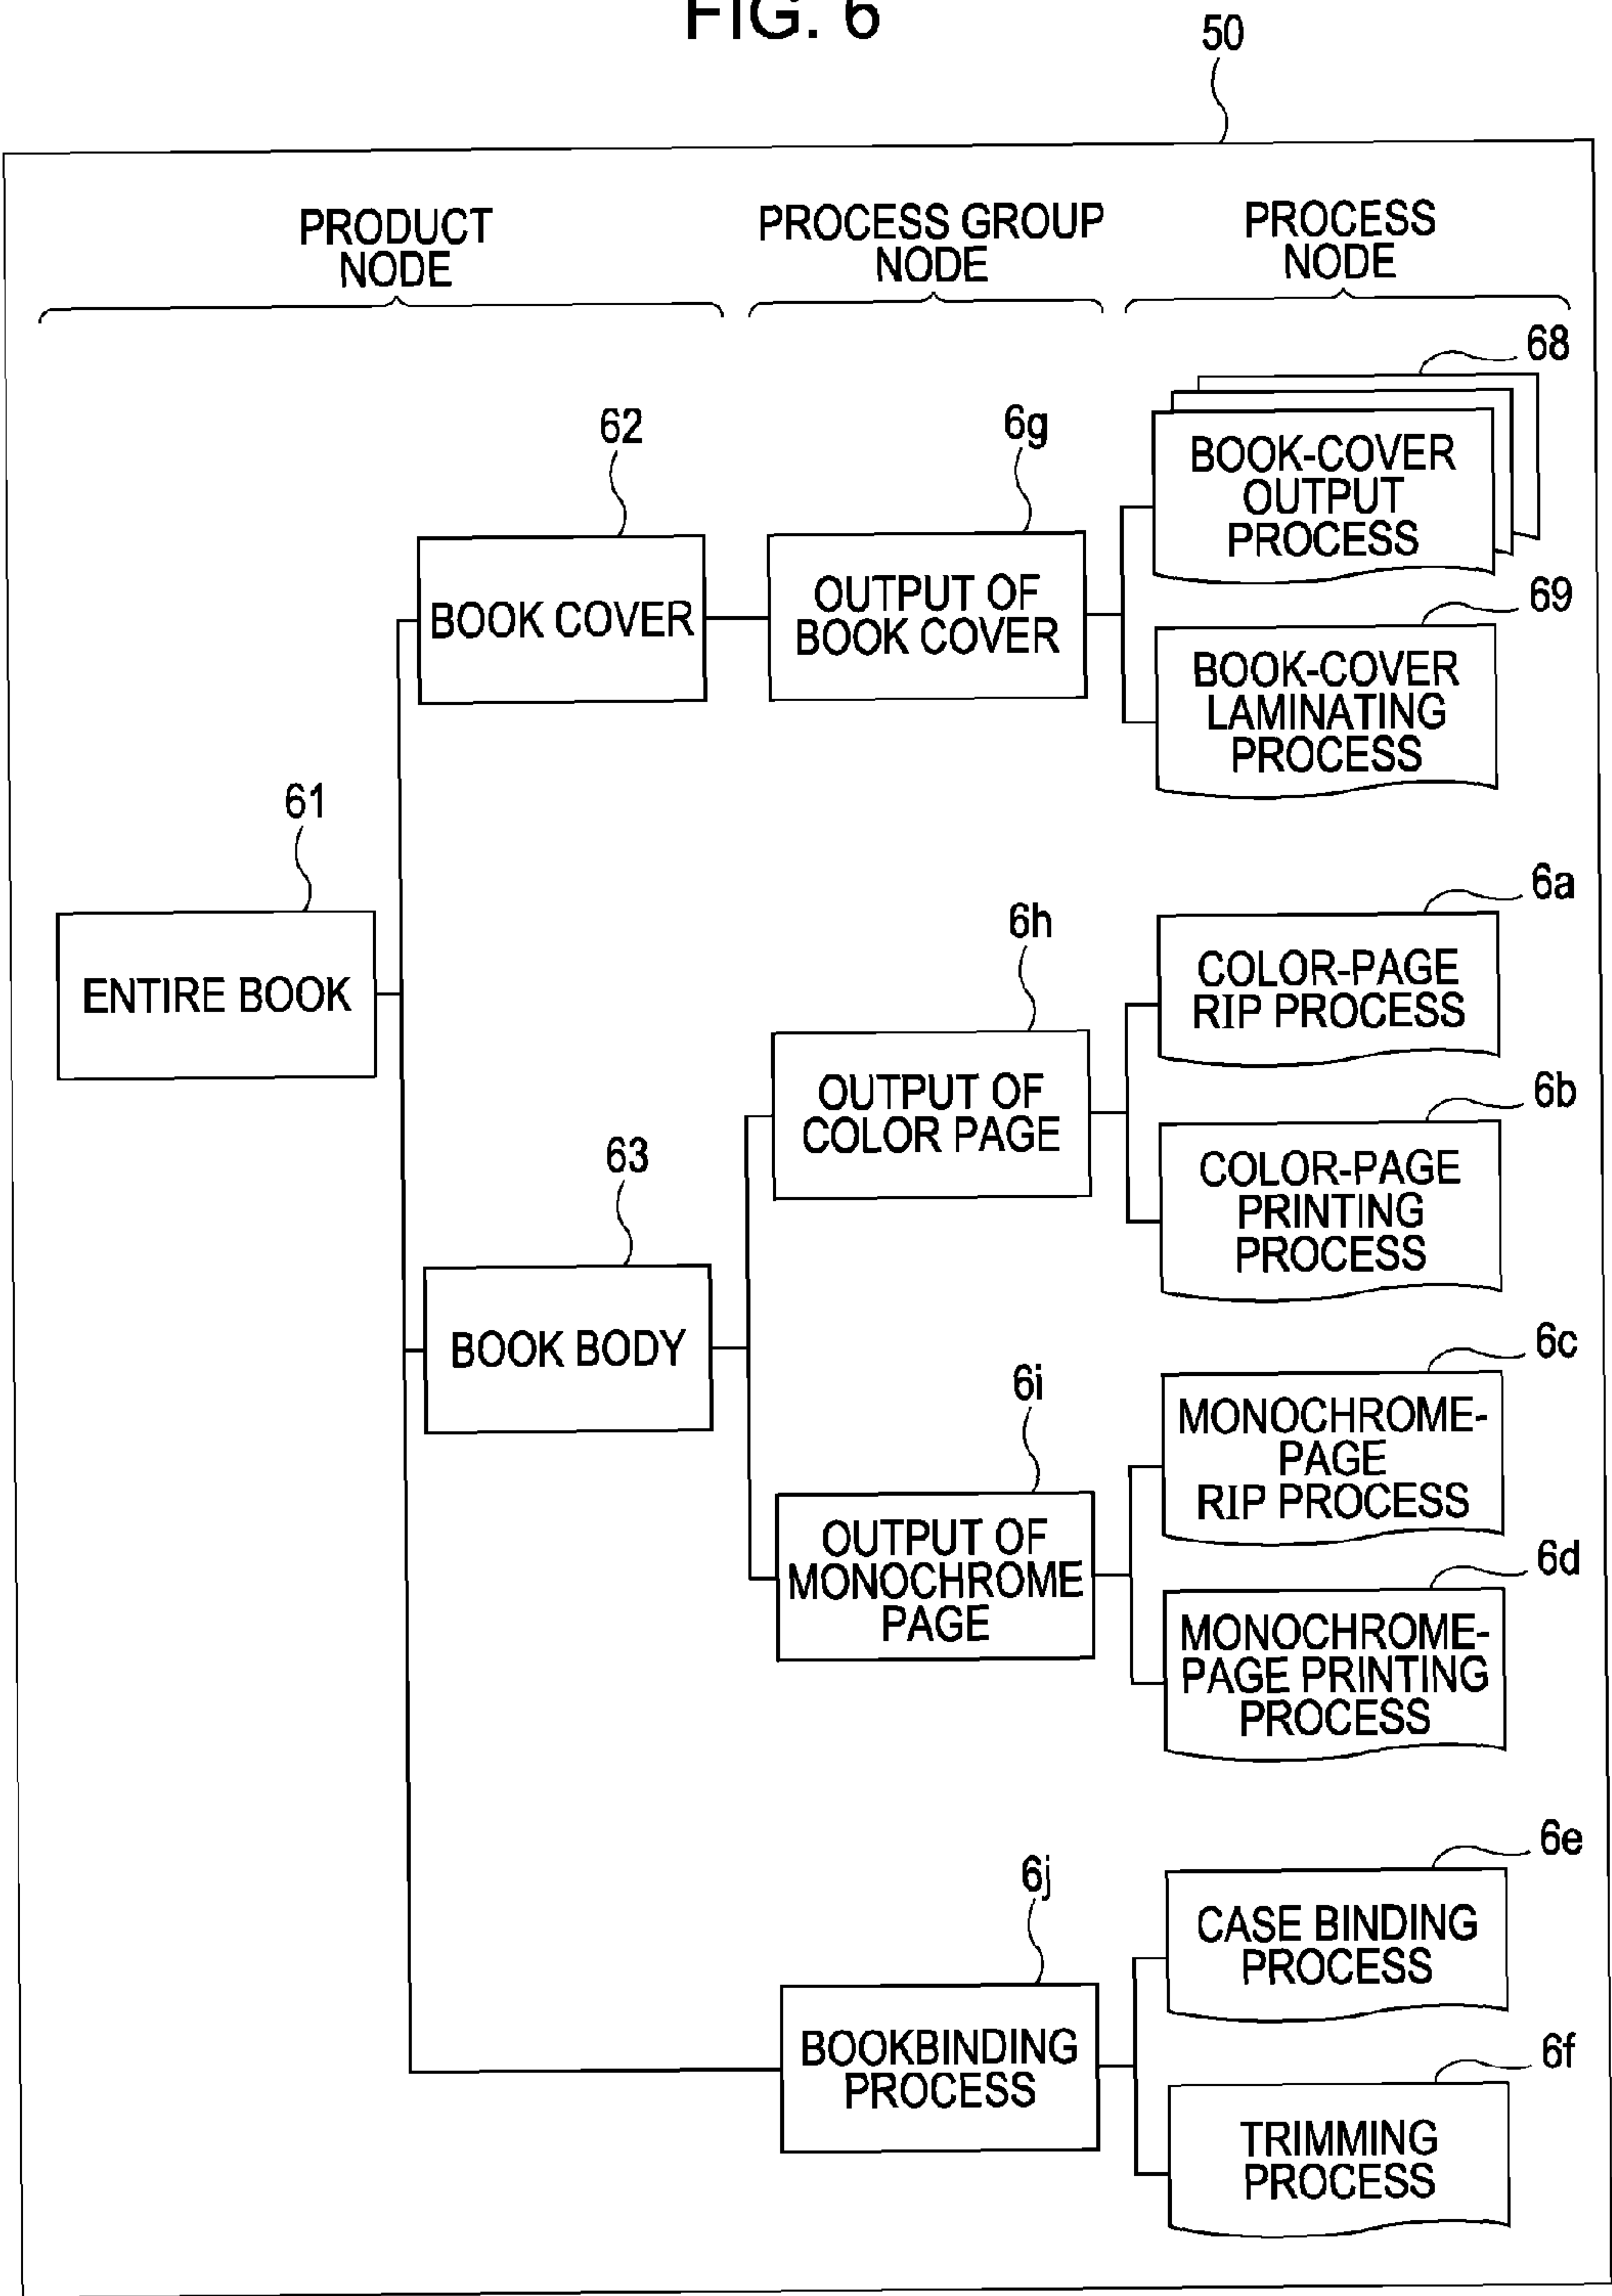 FIG. 6
50
PRODUCT
NODE
PROCESS GROUP
NODE
PROCESS
NODE
68
62
6g
BOOK-COVER
OUTPUT
PROCESS
BOOK COVER
OUTPUT OF
BOOK COVER
69
BOOK-COVER
LAMINATING
PROCESS
61
ENTIRE BOOK
6a
6h
COLOR-PAGE
RIP PROCESS
OUTPUT OF
COLOR PAGE
6b
COLOR-PAGE
PRINTING
PROCESS
63
BOOK BODY
6c
6i
MONOCHROME-
PAGE
RIP PROCESS
OUTPUT OF
MONOCHROME
PAGE
6d
MONOCHROME-
PAGE PRINTING
PROCESS
6e
6j
CASE BINDING
PROCESS
BOOKBINDING
PROCESS
6f
TRIMMING
PROCESS